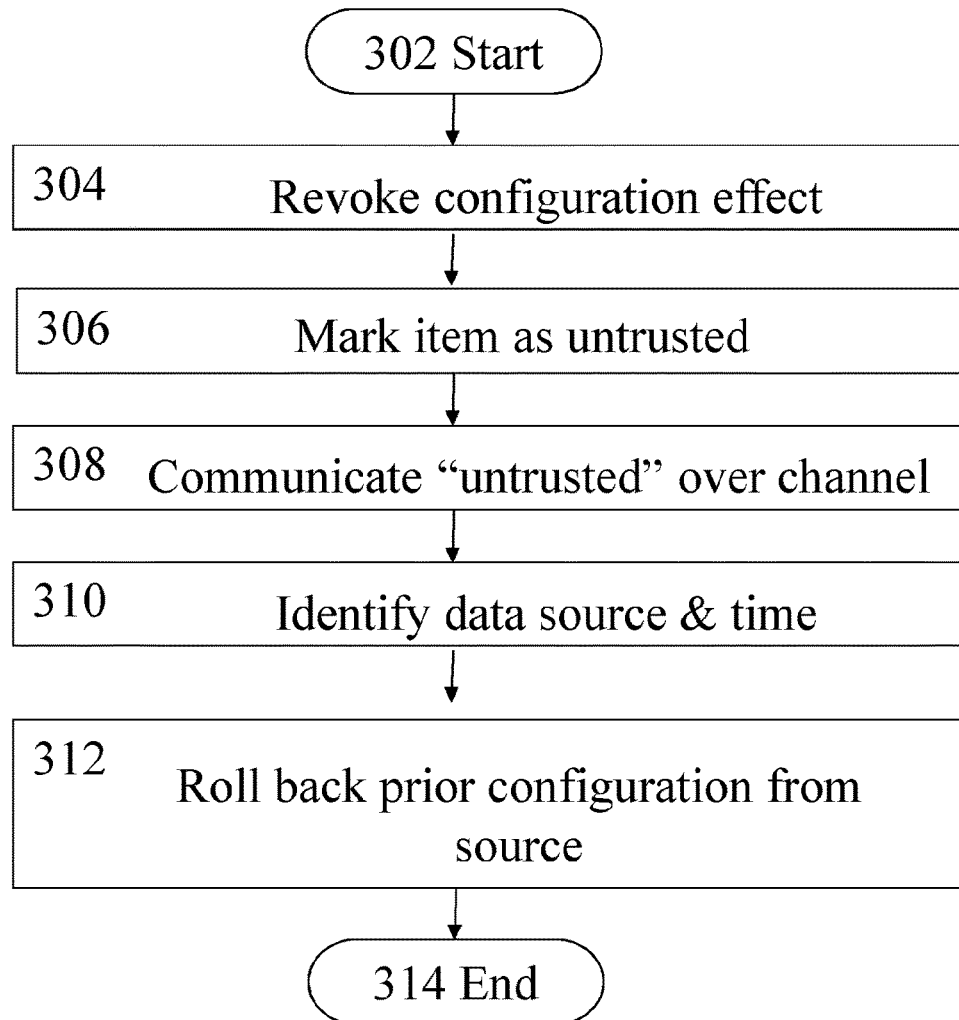 302 Start
304 Revoke configuration effect
306 Mark item as untrusted
308 Communicate “untrusted” over channel
310 Identify data source & time
312 Roll back prior configuration from
source
314 End